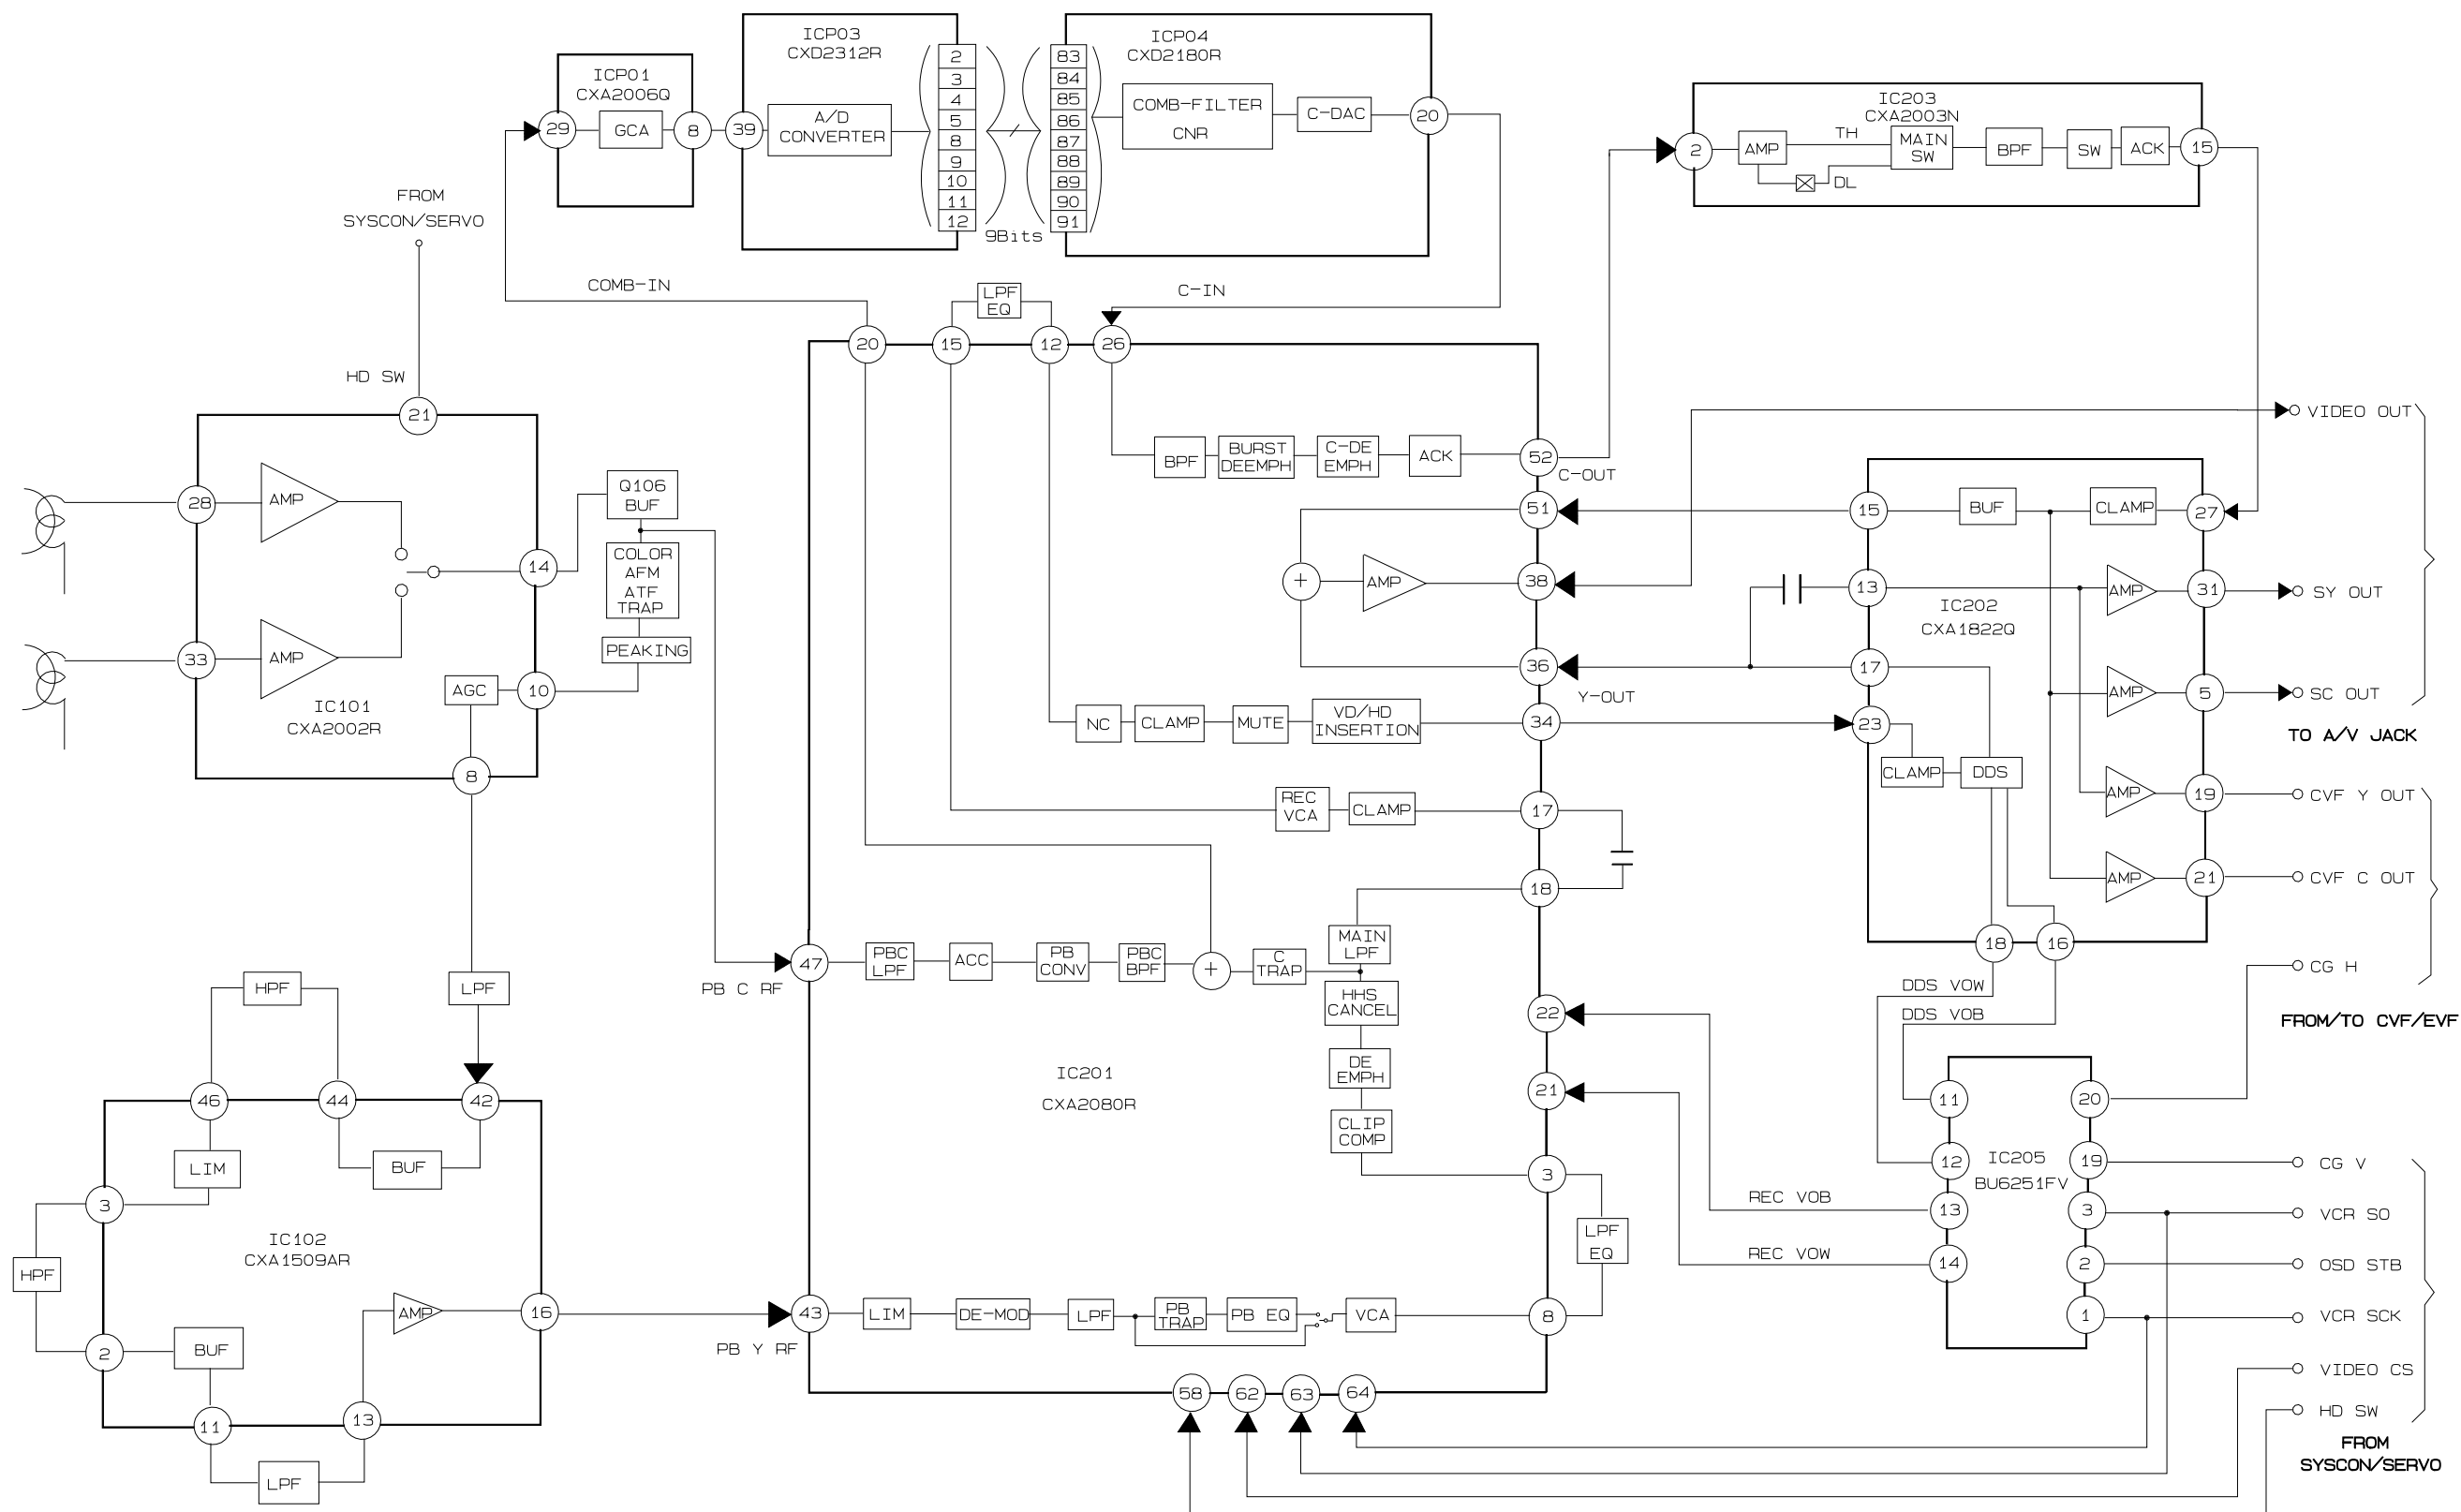 ICP01
CXA2006Q
29
GCA
8
ICP03
CXD2312R
39
A/D
CONVERTER
2
3
4
5
8
9
10
11
12
9Bits
ICP04
CXD2180R
83
84
85
86
87
88
89
90
91
COMB-FILTER
CNR
C-DAC
20
IC203
CXA2003N
2
AMP
TH
DL
MAIN
SW
BPF
SW
ACK
15
FROM
SYSCON/SERVO
HD SW
COMB-IN
LPF
EQ
C-IN
21
28
AMP
33
AMP
IC101
CXA2002R
14
10
AGC
8
Q106
BUF
COLOR
AFM
ATF
TRAP
PEAKING
20
15
12
26
BPF
BURST
DEEMPH
C-DE
EMPH
ACK
52
C-OUT
51
+
AMP
38
36
Y-OUT
NC
CLAMP
MUTE
VD/HD
INSERTION
34
REC
VCA
CLAMP
17
18
PB C RF
47
PBC
LPF
ACC
PB
CONV
PBC
BPF
+
C
TRAP
MAIN
LPF
HHS
CANCEL
DE
EMPH
CLIP
COMP
22
21
3
LPF
EQ
8
IC201
CXA2080R
PB Y RF
43
LIM
DE-MOD
LPF
PB
TRAP
PB EQ
VCA
58
62
63
64
LPF
HPF
46
44
42
LIM
BUF
3
HPF
IC102
CXA1509AR
2
BUF
AMP
16
11
13
LPF
15
BUF
CLAMP
27
13
IC202
CXA1822Q
AMP
31
17
AMP
5
23
CLAMP
DDS
AMP
19
AMP
21
18
16
DDS VOW
DDS VOB
11
20
12
IC205
BU6251FV
19
REC VOB
13
3
REC VOW
14
2
1
VIDEO OUT
SY OUT
SC OUT
TO A/V JACK
CVF Y OUT
CVF C OUT
CG H
FROM/TO CVF/EVF
CG V
VCR SO
OSD STB
VCR SCK
VIDEO CS
HD SW
FROM
SYSCON/SERVO